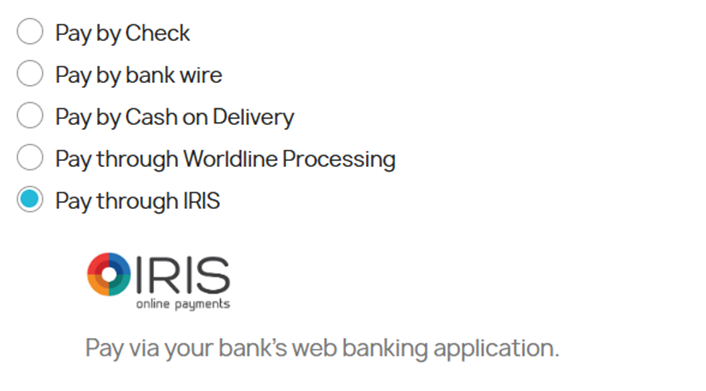 Pay by Check
Pay by bank wire
Pay by Cash on Delivery
Pay through Worldline Processing
Pay through IRIS
IRIS
online payments
Pay via your bank's web banking application.